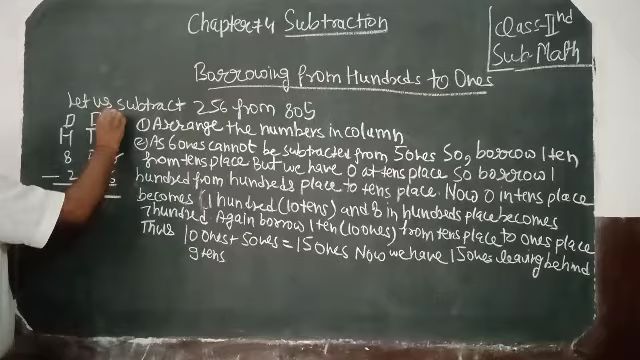 Chapter 4 Subtraction
Class-IInd
Sub-Math
Borrowing from Hundreds to Ones
Let us subtract 256 from 805
① Arrange the numbers in column
② As 6 ones cannot be subtracted from 5 ones So, borrow 1 ten
from tens place But we have 0 at tens place So borrow 1
hundred from hundreds place to tens place. Now 0 in tens place
becomes 1 hundred (10 tens) and 8 in hundreds place becomes
7 hundred Again borrow 1 ten (10 ones) from tens place to ones place
Thus 10 ones + 5 ones = 15 ones Now we have 15 ones leaving behind
9 tens
H T
8
- 2